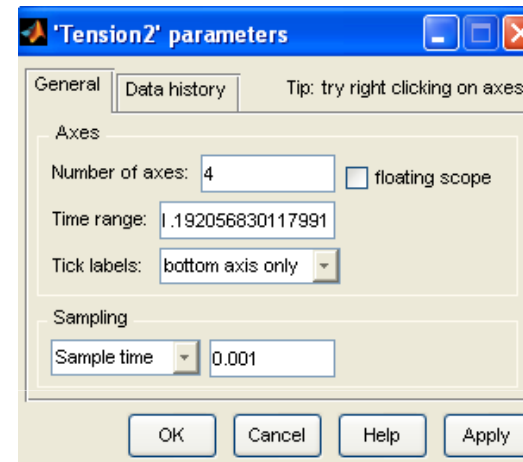 'Tension2' parameters
General Data history Tip: try right clicking on axes
Axes
Number of axes: 4 floating scope
Time range: .192056830117991
Tick labels: bottom axis only
Sampling
Sample time 0.001
OK Cancel Help Apply